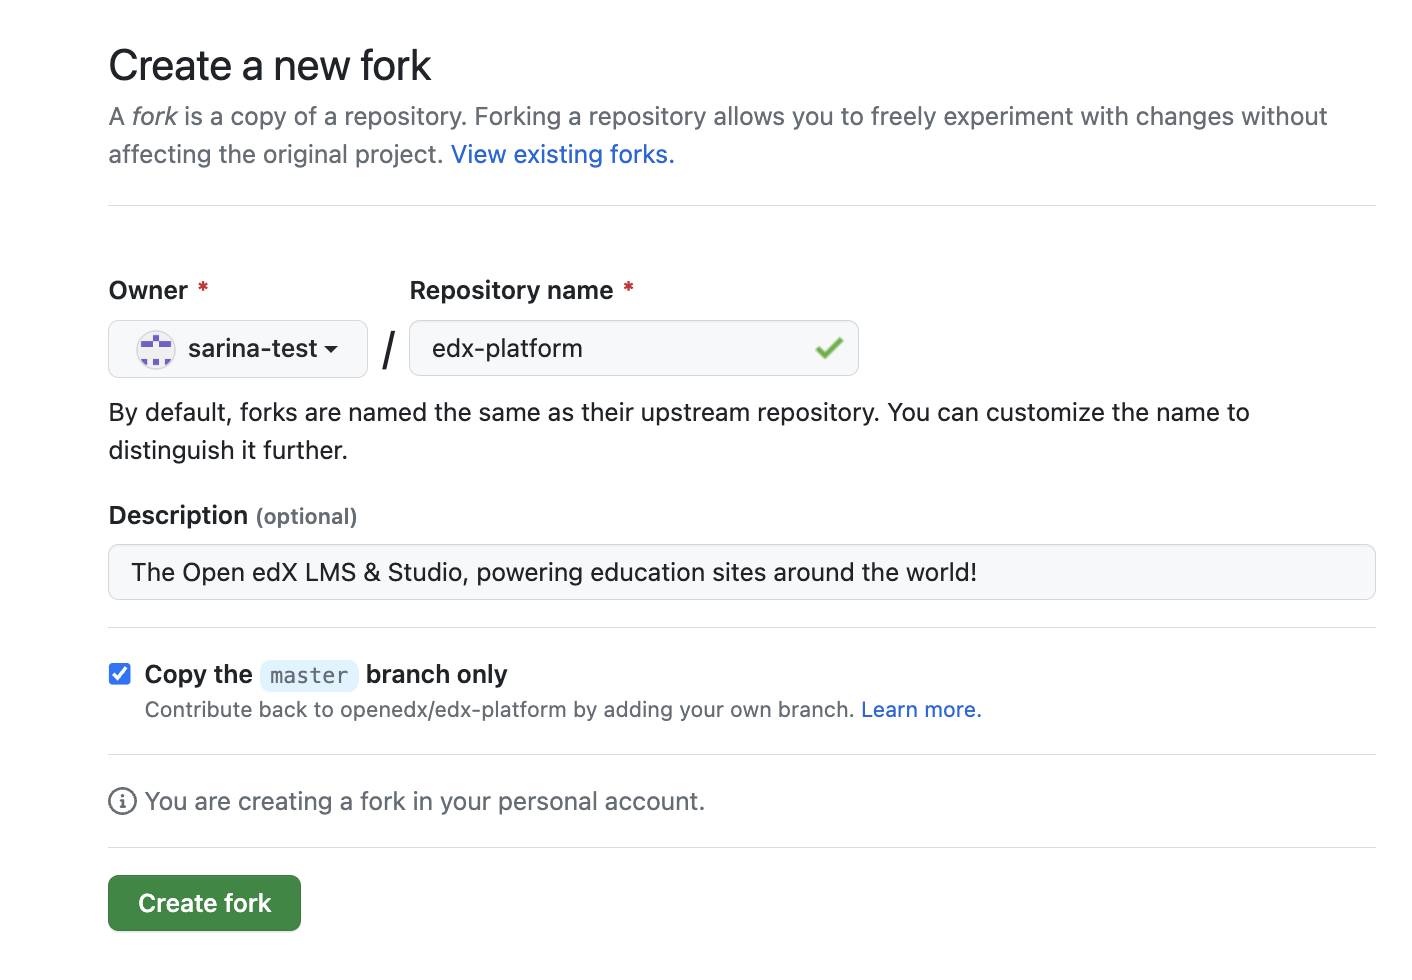 Create a new fork
A fork is a copy of a repository. Forking a repository allows you to freely experiment with changes without
affecting the original project. View existing forks.
Owner * Repository name *
sarina-test / edx-platform
By default, forks are named the same as their upstream repository. You can customize the name to
distinguish it further.
Description (optional)
The Open edX LMS & Studio, powering education sites around the world!
Copy the master branch only
Contribute back to openedx/edx-platform by adding your own branch. Learn more.
You are creating a fork in your personal account.
Create fork